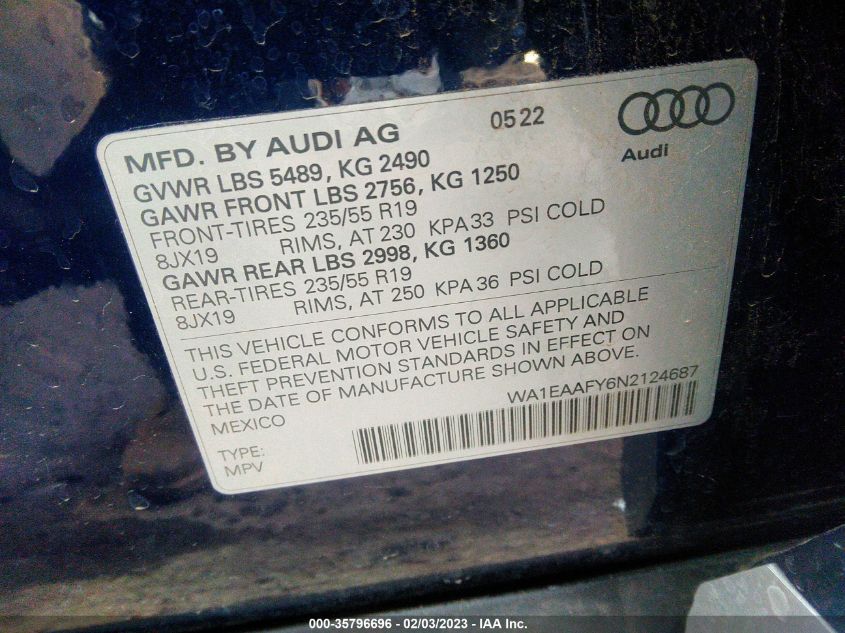 MFD. BY AUDI AG 05 22
Audi
GVWR LBS 5489, KG 2490
GAWR FRONT LBS 2756, KG 1250
FRONT-TIRES 235/55 R19
8JX19 RIMS, AT 230 KPA 33 PSI COLD
GAWR REAR LBS 2998, KG 1360
REAR-TIRES 235/55 R19
8JX19 RIMS, AT 250 KPA 36 PSI COLD
THIS VEHICLE CONFORMS TO ALL APPLICABLE
U.S. FEDERAL MOTOR VEHICLE SAFETY AND
THEFT PREVENTION STANDARDS IN EFFECT ON
THE DATE OF MANUFACTURE SHOWN ABOVE.
MEXICO WA1EAAFY6N2124687
TYPE:
MPV
000-35796696 - 02/03/2023 - IAA Inc.